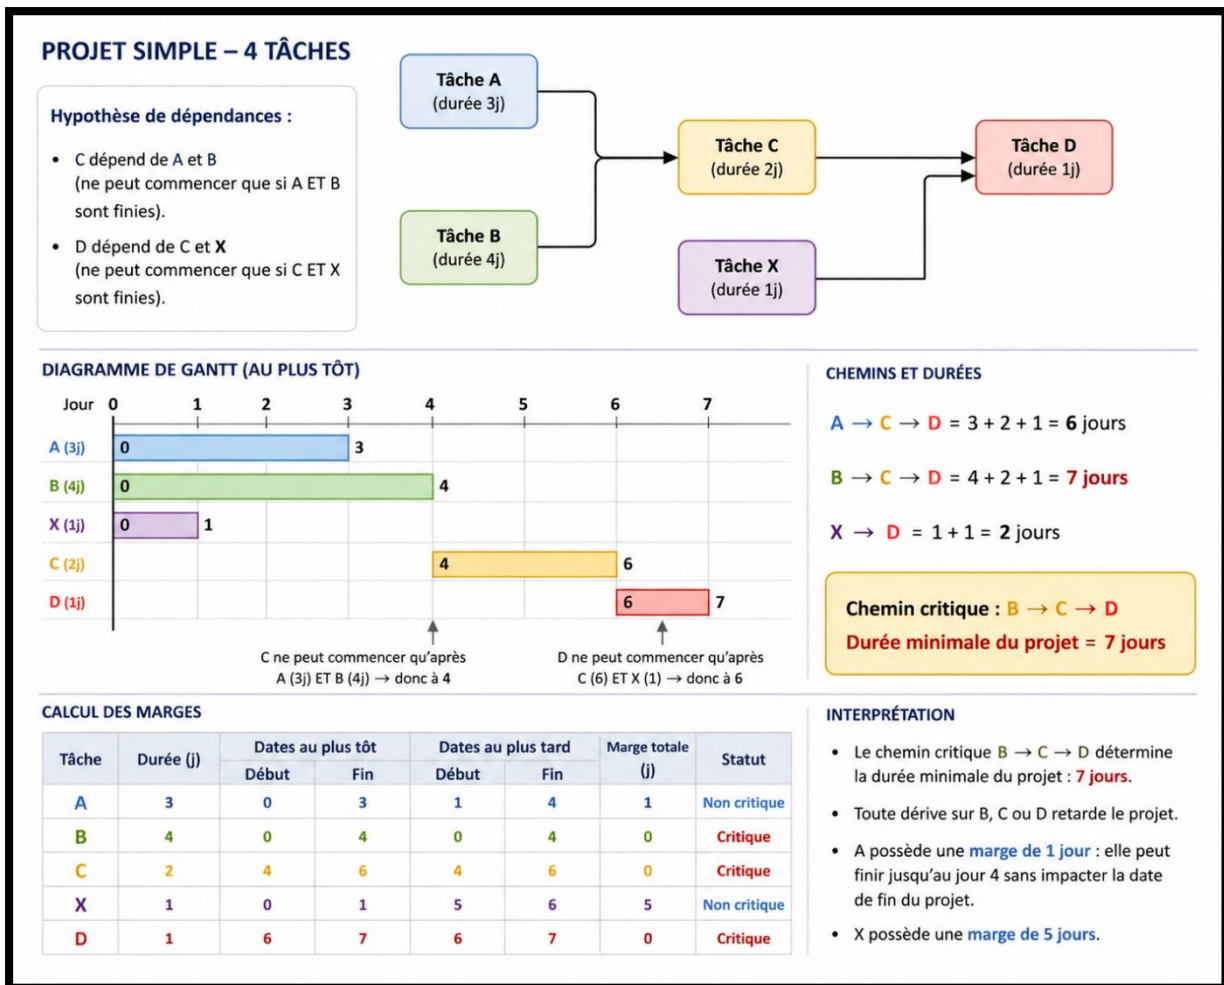 PROJET SIMPLE – 4 TÂCHES
Hypothèse de dépendances :
• C dépend de A et B
(ne peut commencer que si A ET B
sont finies).
• D dépend de C et X
(ne peut commencer que si C ET X
sont finies).
Tâche A
(durée 3j)
Tâche B
(durée 4j)
Tâche C
(durée 2j)
Tâche X
(durée 1j)
Tâche D
(durée 1j)
DIAGRAMME DE GANTT (AU PLUS TÔT)
Jour 0 1 2 3 4 5 6 7
A (3j) 0 3
B (4j) 0 4
X (1j) 0 1
C (2j) 4 6
D (1j) 6 7
C ne peut commencer qu'après
A (3j) ET B (4j) → donc à 4
D ne peut commencer qu'après
C (6) ET X (1) → donc à 6
CHEMINS ET DURÉES
A → C → D = 3 + 2 + 1 = 6 jours
B → C → D = 4 + 2 + 1 = 7 jours
X → D = 1 + 1 = 2 jours
Chemin critique : B → C → D
Durée minimale du projet = 7 jours
CALCUL DES MARGES
Tâche Durée (j) Dates au plus tôt Dates au plus tard Marge totale (j) Statut
Début Fin Début Fin
A 3 0 3 1 4 1 Non critique
B 4 0 4 0 4 0 Critique
C 2 4 6 4 6 0 Critique
X 1 0 1 5 6 5 Non critique
D 1 6 7 6 7 0 Critique
INTERPRÉTATION
• Le chemin critique B → C → D détermine
la durée minimale du projet : 7 jours.
• Toute dérive sur B, C ou D retarde le projet.
• A possède une marge de 1 jour : elle peut
finir jusqu'au jour 4 sans impacter la date
de fin du projet.
• X possède une marge de 5 jours.